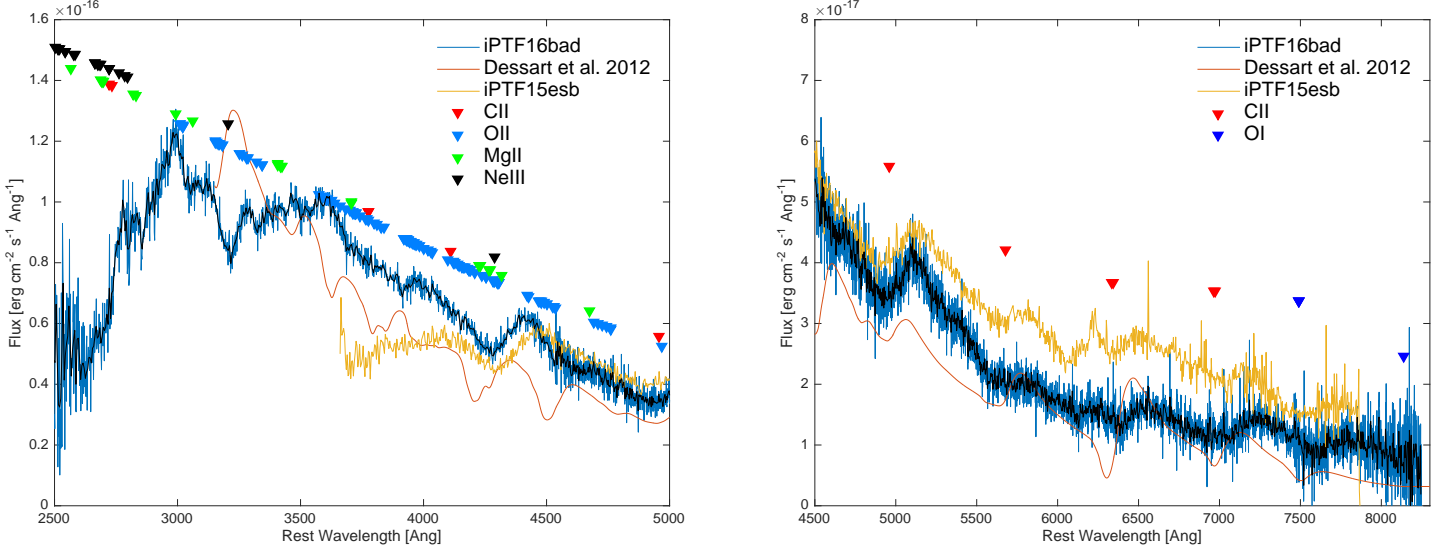 ×10⁻¹⁶
1.6
1.4
1.2
1
0.8
0.6
0.4
0.2
0
Flux [erg cm⁻² s⁻¹ Ang⁻¹]
iPTF16bad
Dessart et al. 2012
iPTF15esb
CII
OII
MgII
NeIII
2500 3000 3500 4000 4500 5000
Rest Wavelength [Ang]
×10⁻¹⁷
8
7
6
5
4
3
2
1
0
Flux [erg cm⁻² s⁻¹ Ang⁻¹]
iPTF16bad
Dessart et al. 2012
iPTF15esb
CII
OI
4500 5000 5500 6000 6500 7000 7500 8000
Rest Wavelength [Ang]